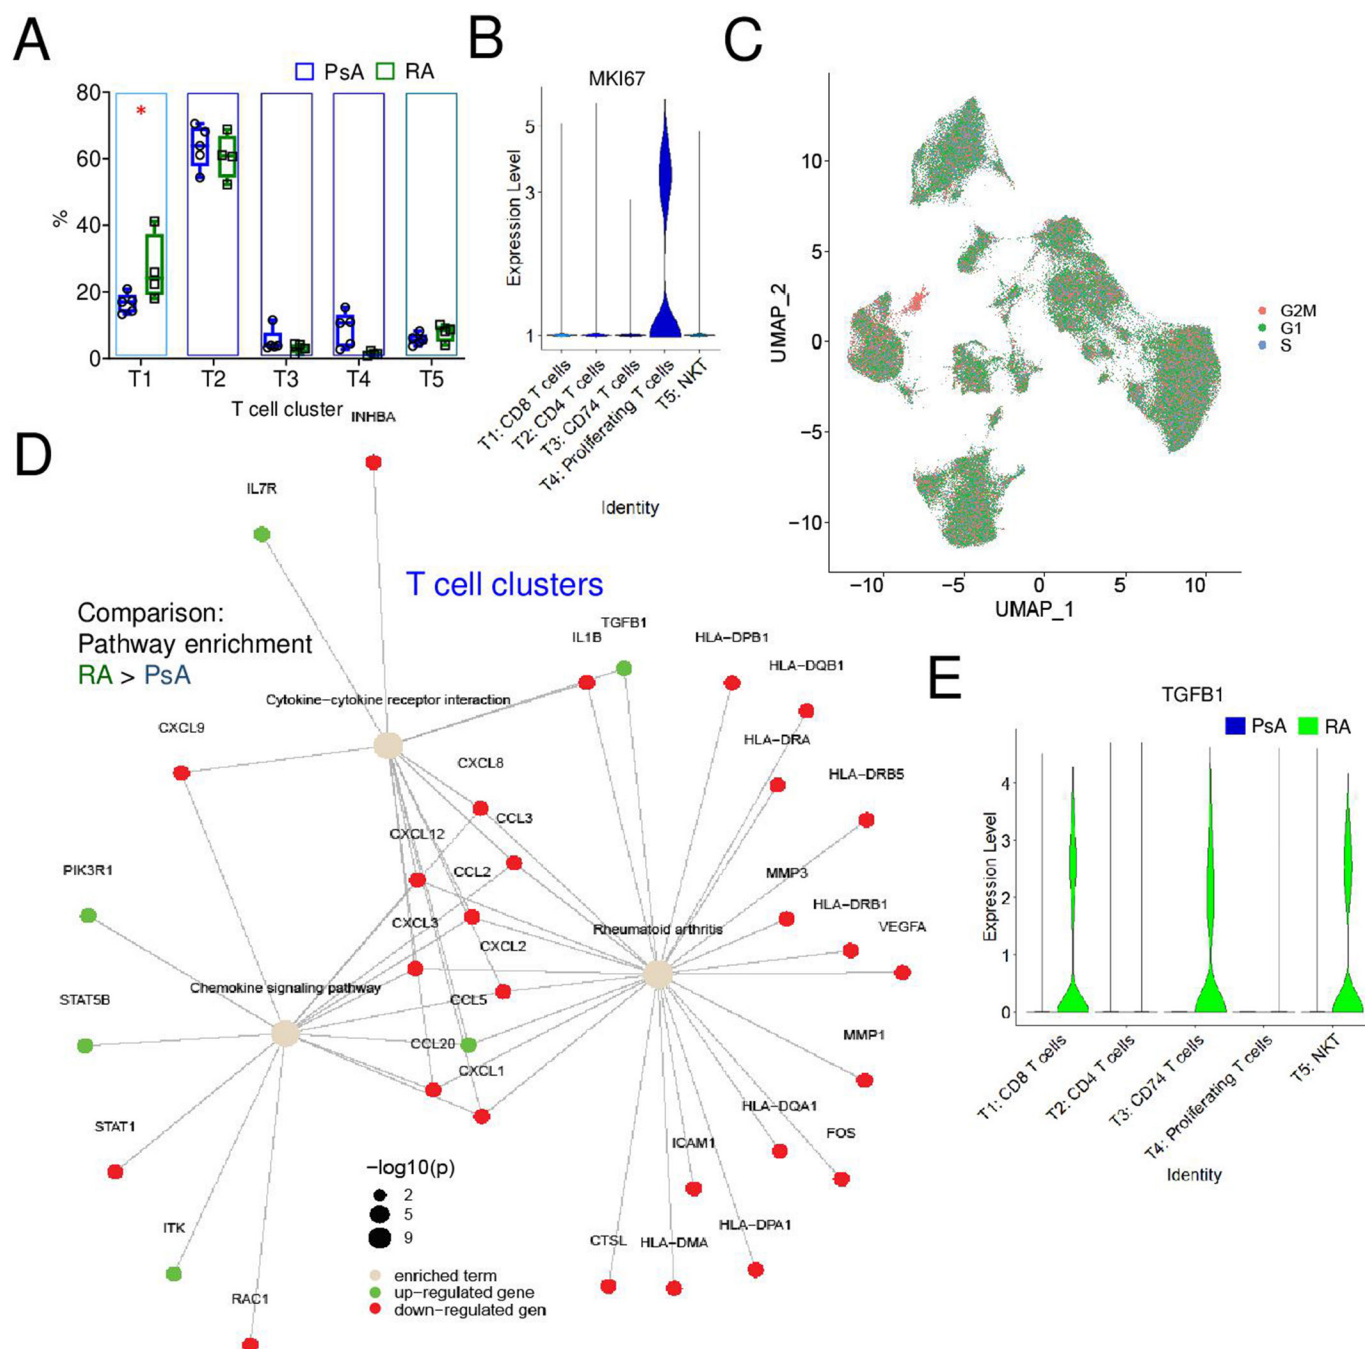 A
PsA RA
%
80
60
40
20
0
*
T1 T2 T3 T4 T5
T cell cluster
B
MKI67
Expression Level
5
3
1
T1: CD8 T cells
T2: CD4 T cells
T3: CD74 T cells
T4: Proliferating T cells
T5: NKT
Identity
C
UMAP_2
10
5
0
−5
−10
−10 −5 0 5 10
UMAP_1
G2M
G1
S
D
INHBA
IL7R
T cell clusters
Comparison:
Pathway enrichment
RA > PsA
TGFB1
IL1B
HLA−DPB1
HLA−DQB1
Cytokine−cytokine receptor interaction
CXCL9
HLA−DRA
CXCL8
HLA−DRB5
CCL3
CXCL12
PIK3R1
CCL2
MMP3
HLA−DRB1
CXCL3
VEGFA
Rheumatoid arthritis
CXCL2
Chemokine signaling pathway
STAT5B
CCL5
MMP1
CCL20
CXCL1
HLA−DQA1
STAT1
FOS
ICAM1
−log10(p)
2
5
9
ITK
HLA−DPA1
CTSL
HLA−DMA
enriched term
up−regulated gene
down−regulated gen
RAC1
E
TGFB1
PsA RA
Expression Level
4
3
2
1
0
T1: CD8 T cells
T2: CD4 T cells
T3: CD74 T cells
T4: Proliferating T cells
T5: NKT
Identity